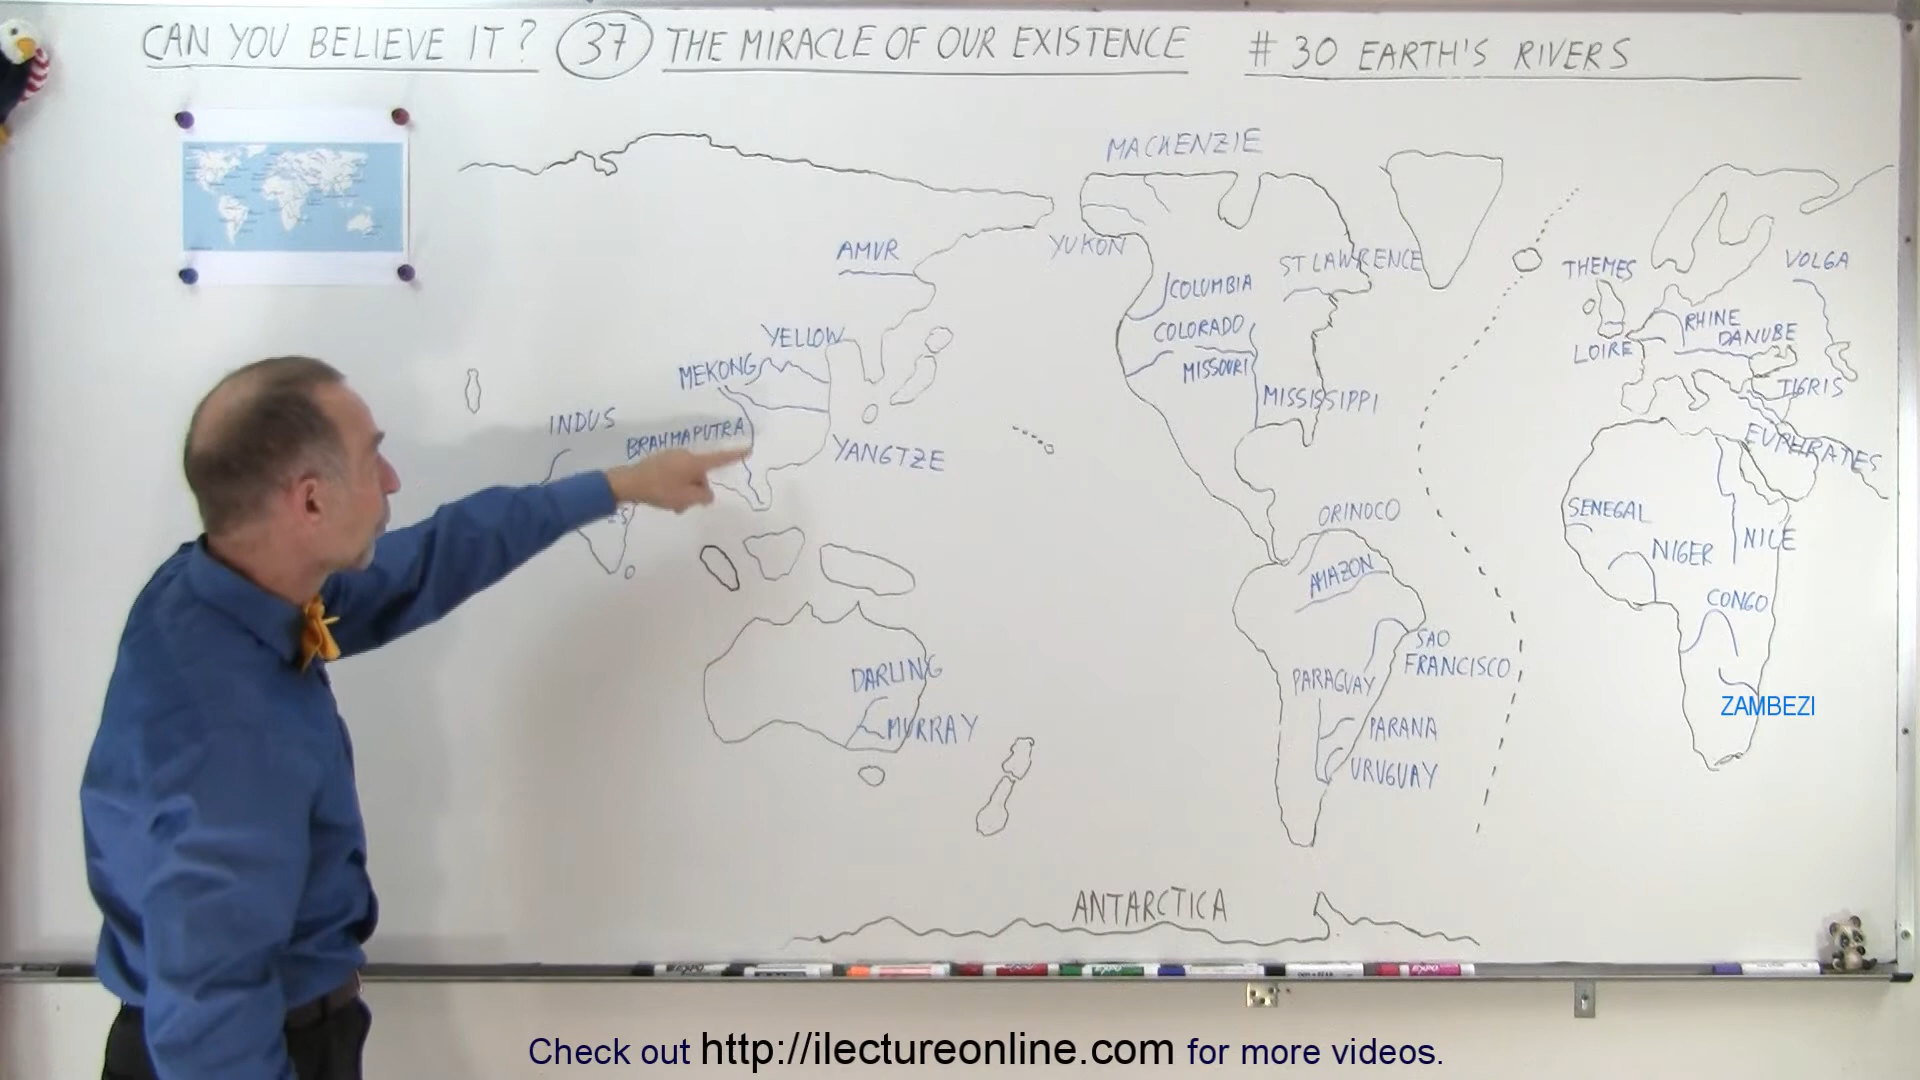 CAN YOU BELIEVE IT? 37 THE MIRACLE OF OUR EXISTENCE # 30 EARTH'S RIVERS
MACKENZIE
AMUR
YUKON
ST LAWRENCE
THEMES
VOLGA
COLUMBIA
COLORADO
YELLOW
RHINE
DANUBE
LOIRE
MEKONG
MISSOURI
TIGRIS
MISSISSIPPI
INDUS
BRAHMAPUTRA
YANGTZE
EUPHRATES
SENEGAL
ORINOCO
NIGER
NILE
AMAZON
CONGO
SAO
FRANCISCO
DARLING
PARAGUAY
ZAMBEZI
MURRAY
PARANA
URUGUAY
ANTARCTICA
Check out http://ilectureonline.com for more videos.